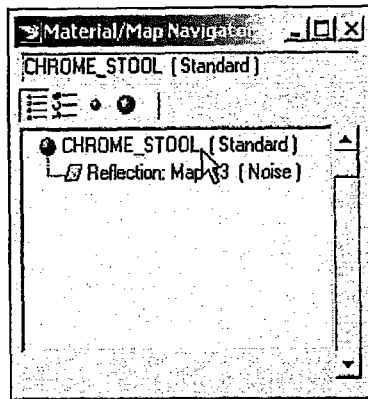 Material/Map Navigator
CHROME_STOOL (Standard)
CHROME_STOOL (Standard)
Reflection: Map #3 (Noise)